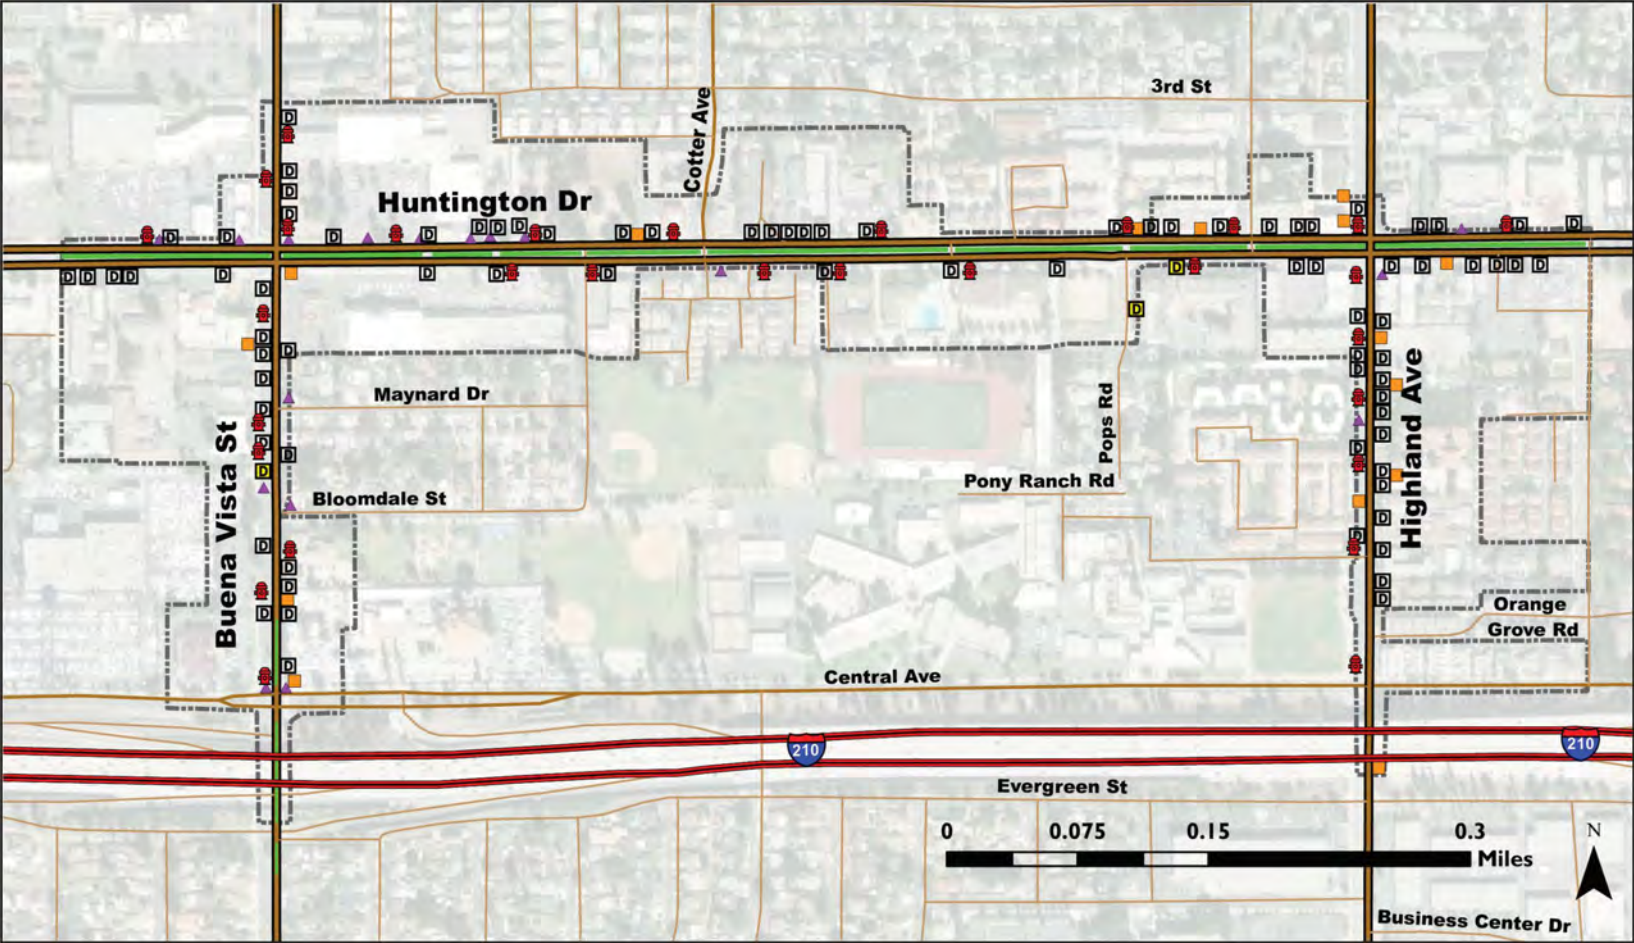 3rd St
Cotter Ave
Huntington Dr
Maynard Dr
Buena Vista St
Bloomdale St
Pops Rd
Pony Ranch Rd
Highland Ave
Orange
Grove Rd
Central Ave
210
210
Evergreen St
0 0.075 0.15 0.3
Miles
N
Business Center Dr